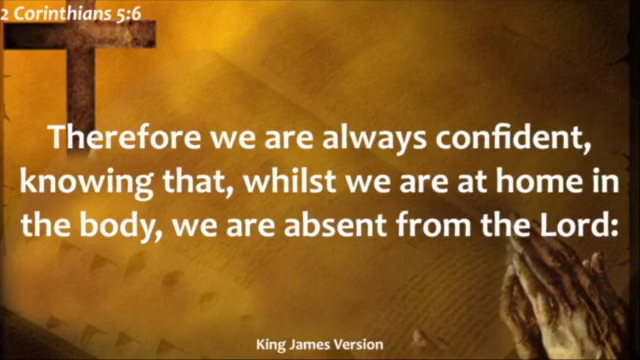 2 Corinthians 5:6
Therefore we are always confident,
knowing that, whilst we are at home in
the body, we are absent from the Lord:
King James Version